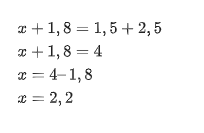 x + 1,8 = 1,5 + 2,5
x + 1,8 = 4
x = 4–1,8
x = 2,2